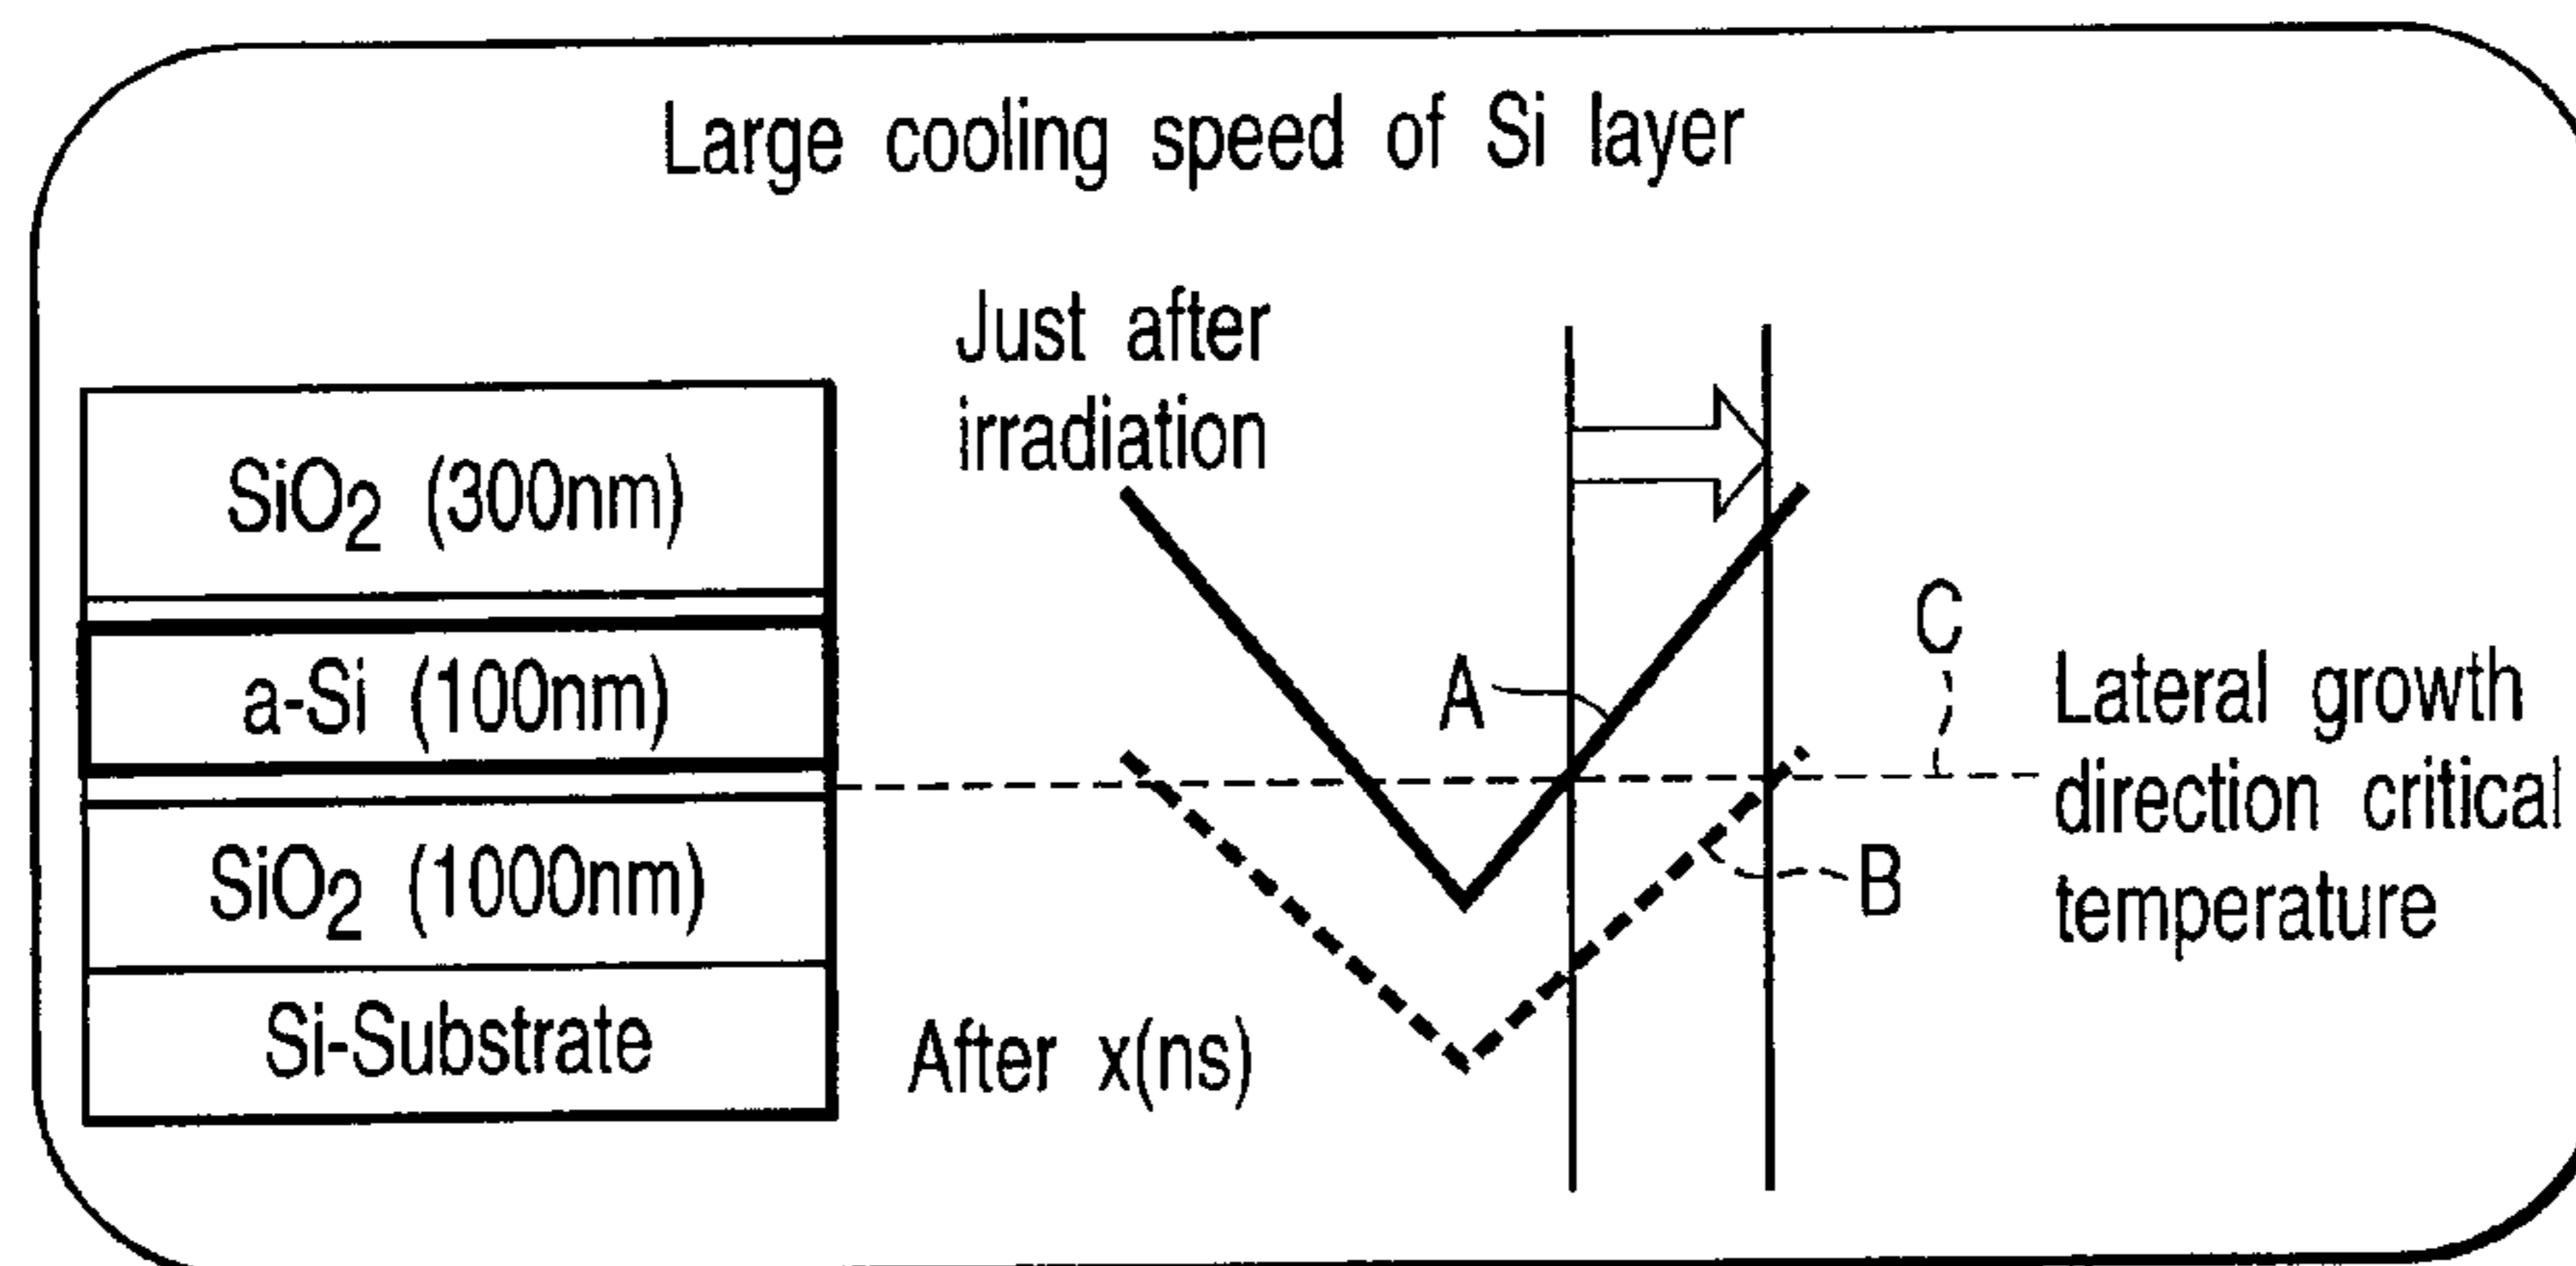 Large cooling speed of Si layer
Just after
irradiation
SiO2 (300nm)
a-Si (100nm)
SiO2 (1000nm)
Si-Substrate
After x(ns)
A
B
C
Lateral growth
direction critical
temperature